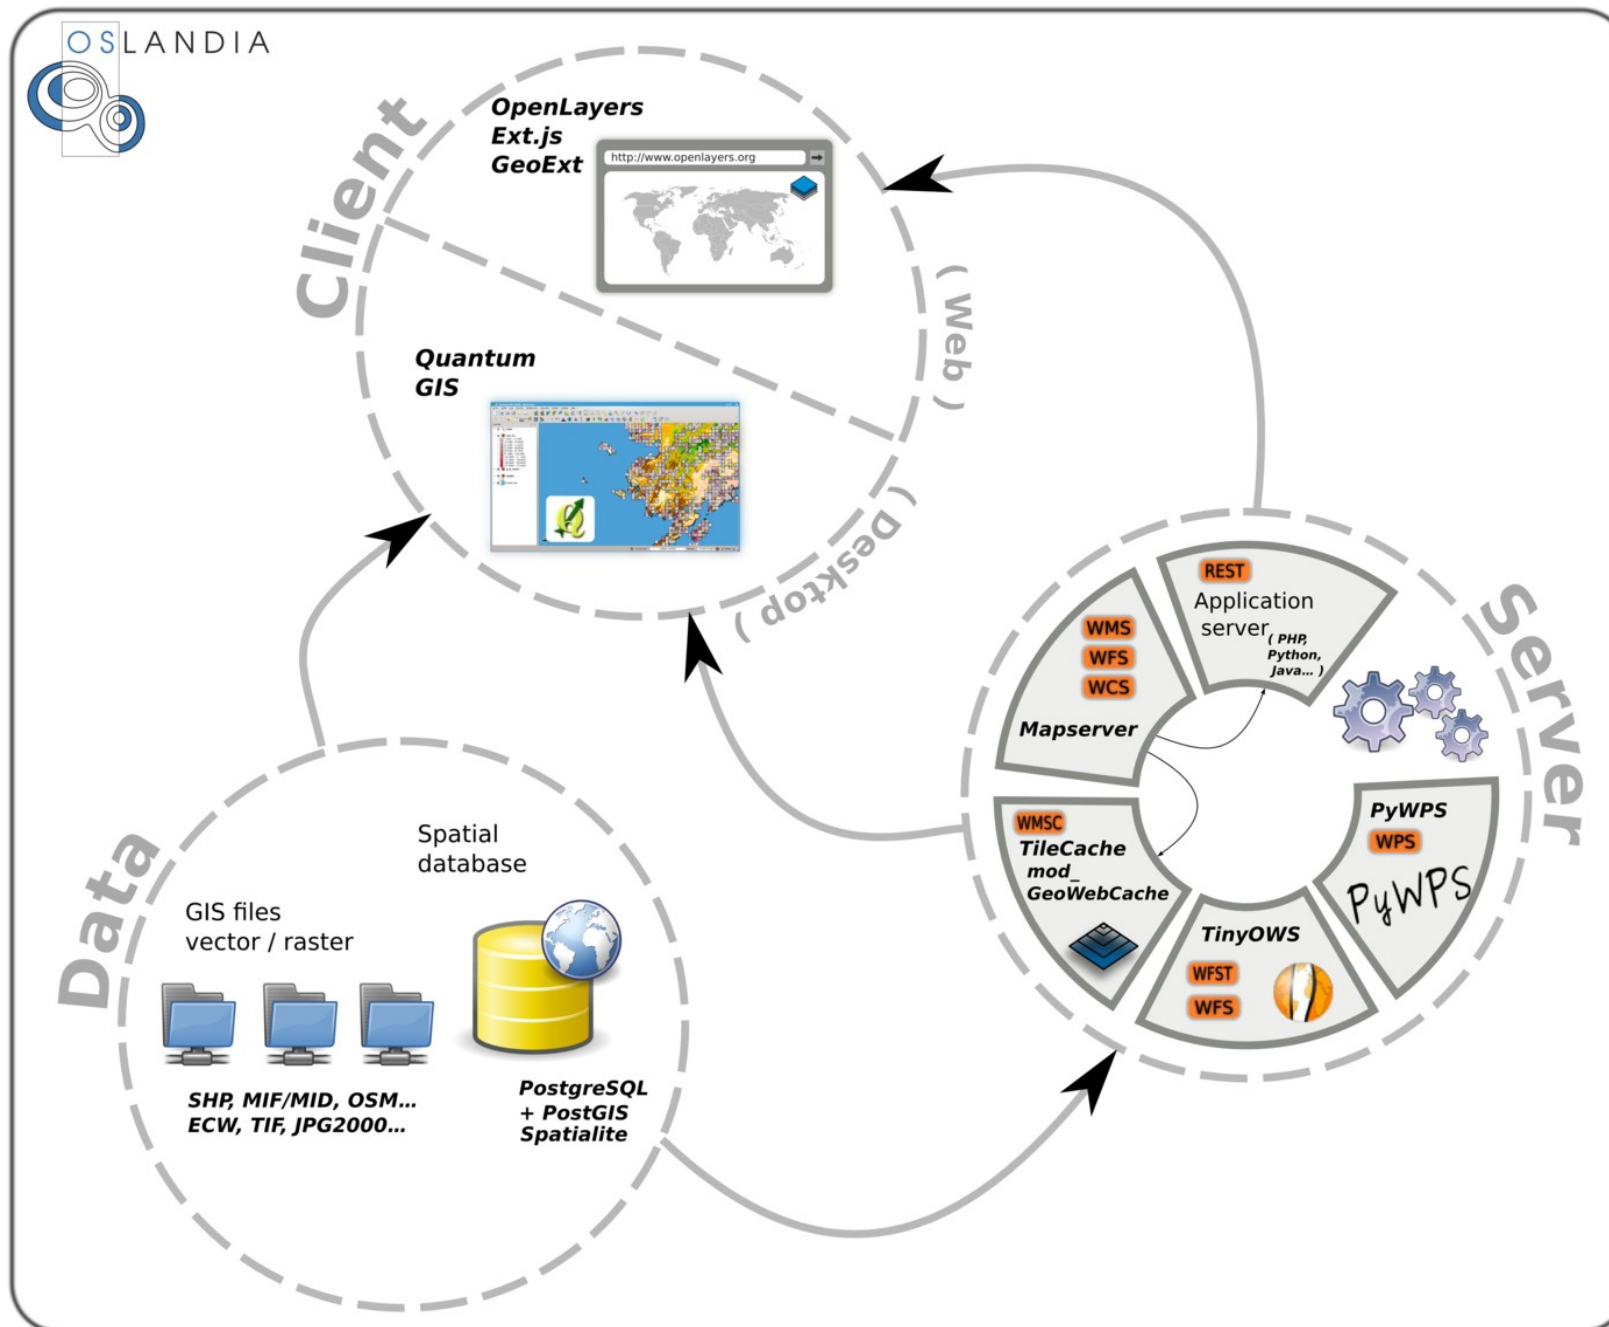 OSLANDIA
Client
OpenLayers
Ext.js
GeoExt
http://www.openlayers.org
( Web )
Quantum
GIS
( Desktop )
Server
REST
Application
server
( PHP,
Python,
Java... )
WMS
WFS
WCS
Mapserver
WMSC
TileCache
mod_
GeoWebCache
TinyOWS
WFST
WFS
PyWPS
WPS
PyWPS
Data
Spatial
database
GIS files
vector / raster
SHP, MIF/MID, OSM...
ECW, TIF, JPG2000...
PostgreSQL
+ PostGIS
Spatialite